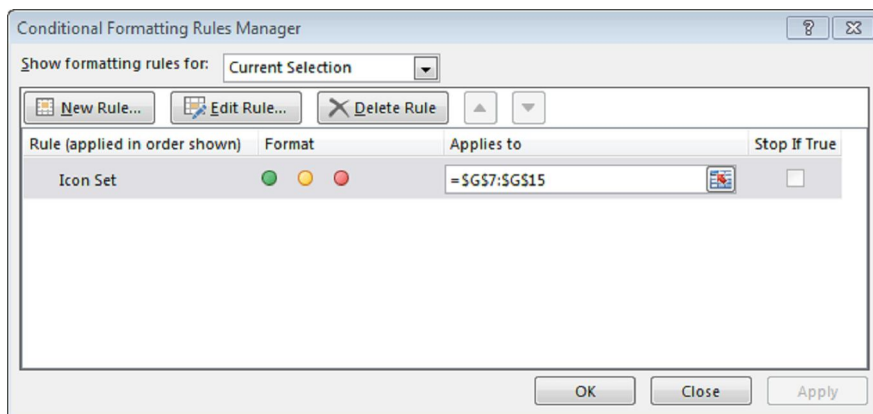 Conditional Formatting Rules Manager
Show formatting rules for: Current Selection
New Rule... Edit Rule... Delete Rule
Rule (applied in order shown) Format Applies to Stop If True
Icon Set =$G$7:$G$15
OK Close Apply